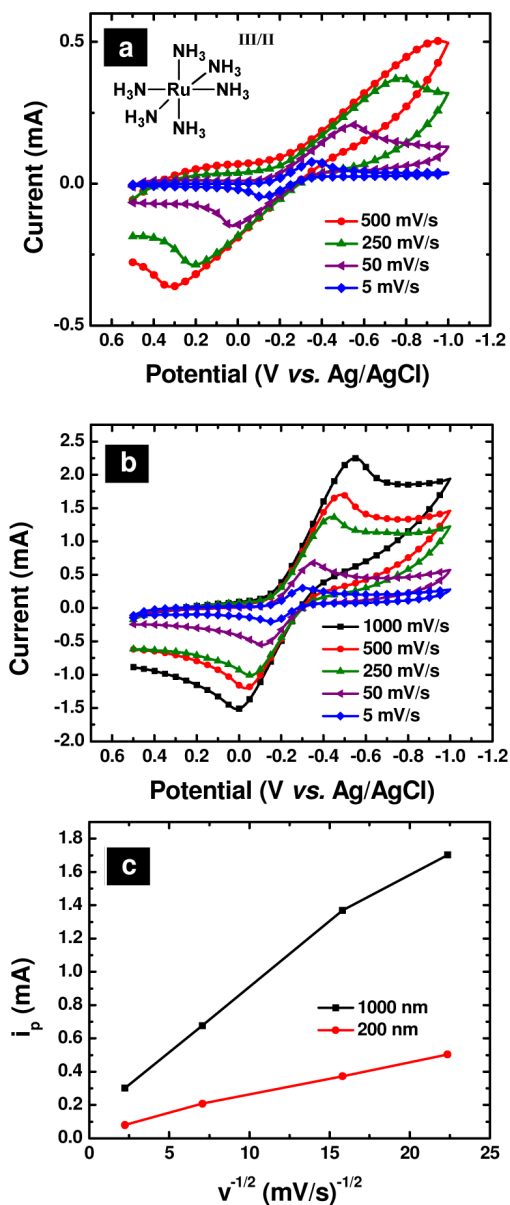 a
III/II
NH3
NH3
H3N
Ru
NH3
H3N
NH3
0.5
0.0
-0.5
Current (mA)
500 mV/s
250 mV/s
50 mV/s
5 mV/s
0.6 0.4 0.2 0.0 -0.2 -0.4 -0.6 -0.8 -1.0 -1.2
Potential (V vs. Ag/AgCl)
b
2.5
2.0
1.5
1.0
0.5
0.0
-0.5
-1.0
-1.5
-2.0
Current (mA)
1000 mV/s
500 mV/s
250 mV/s
50 mV/s
5 mV/s
0.6 0.4 0.2 0.0 -0.2 -0.4 -0.6 -0.8 -1.0 -1.2
Potential (V vs. Ag/AgCl)
c
1.8
1.6
1.4
1.2
1.0
0.8
0.6
0.4
0.2
0.0
ip (mA)
1000 nm
200 nm
0 5 10 15 20 25
v-1/2 (mV/s)-1/2